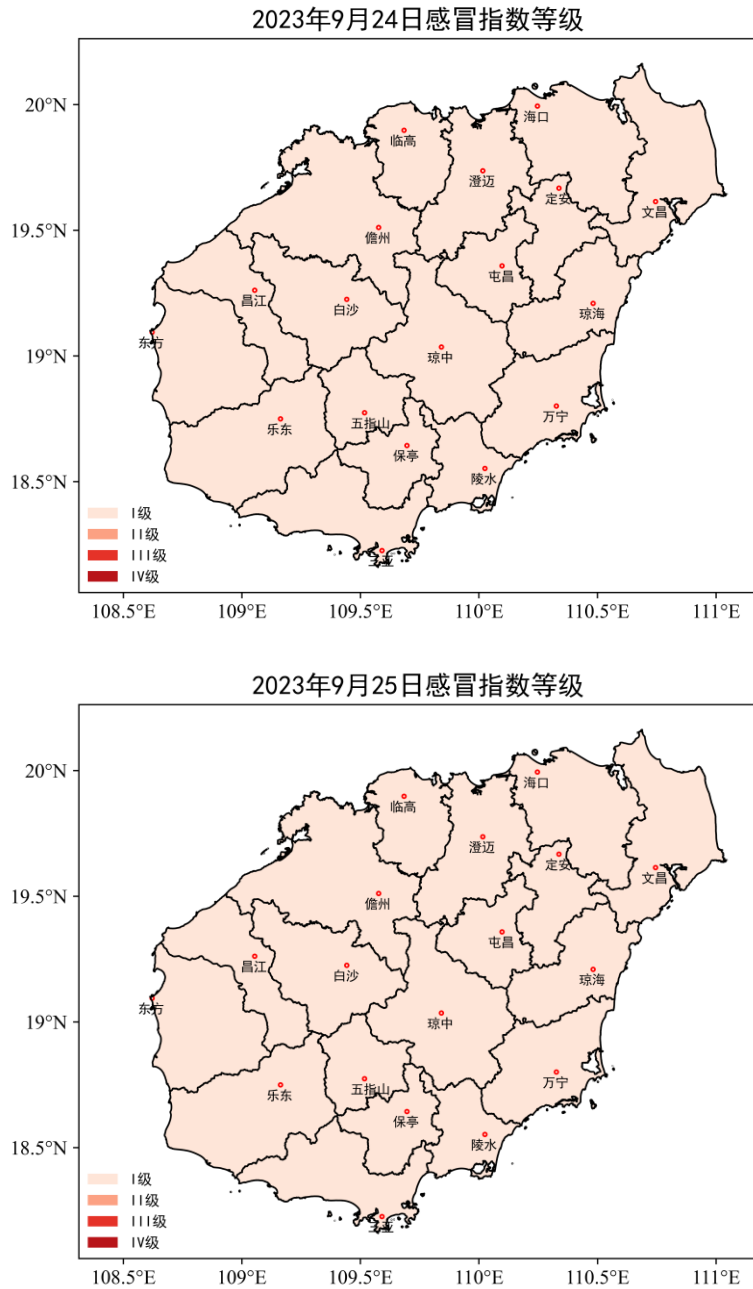 2023年9月24日感冒指数等级
20°N
19.5°N
19°N
18.5°N
海口
临高
澄迈
定安
文昌
儋州
屯昌
昌江
白沙
琼海
东方
琼中
乐东
五指山
万宁
保亭
陵水
三亚
I级
II级
III级
IV级
108.5°E 109°E 109.5°E 110°E 110.5°E 111°E
2023年9月25日感冒指数等级
20°N
19.5°N
19°N
18.5°N
海口
临高
澄迈
定安
文昌
儋州
屯昌
昌江
白沙
琼海
东方
琼中
乐东
五指山
万宁
保亭
陵水
三亚
I级
II级
III级
IV级
108.5°E 109°E 109.5°E 110°E 110.5°E 111°E